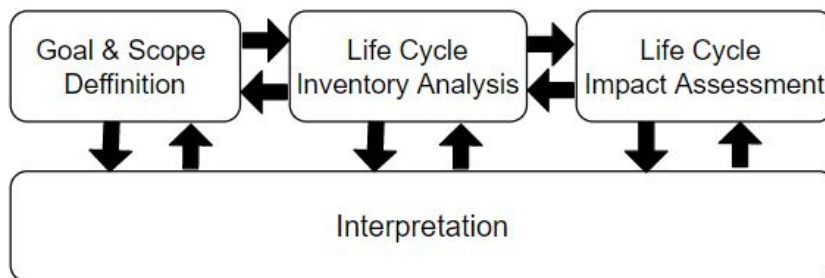 Goal & Scope
Deffinition
Life Cycle
Inventory Analysis
Life Cycle
Impact Assessment
Interpretation